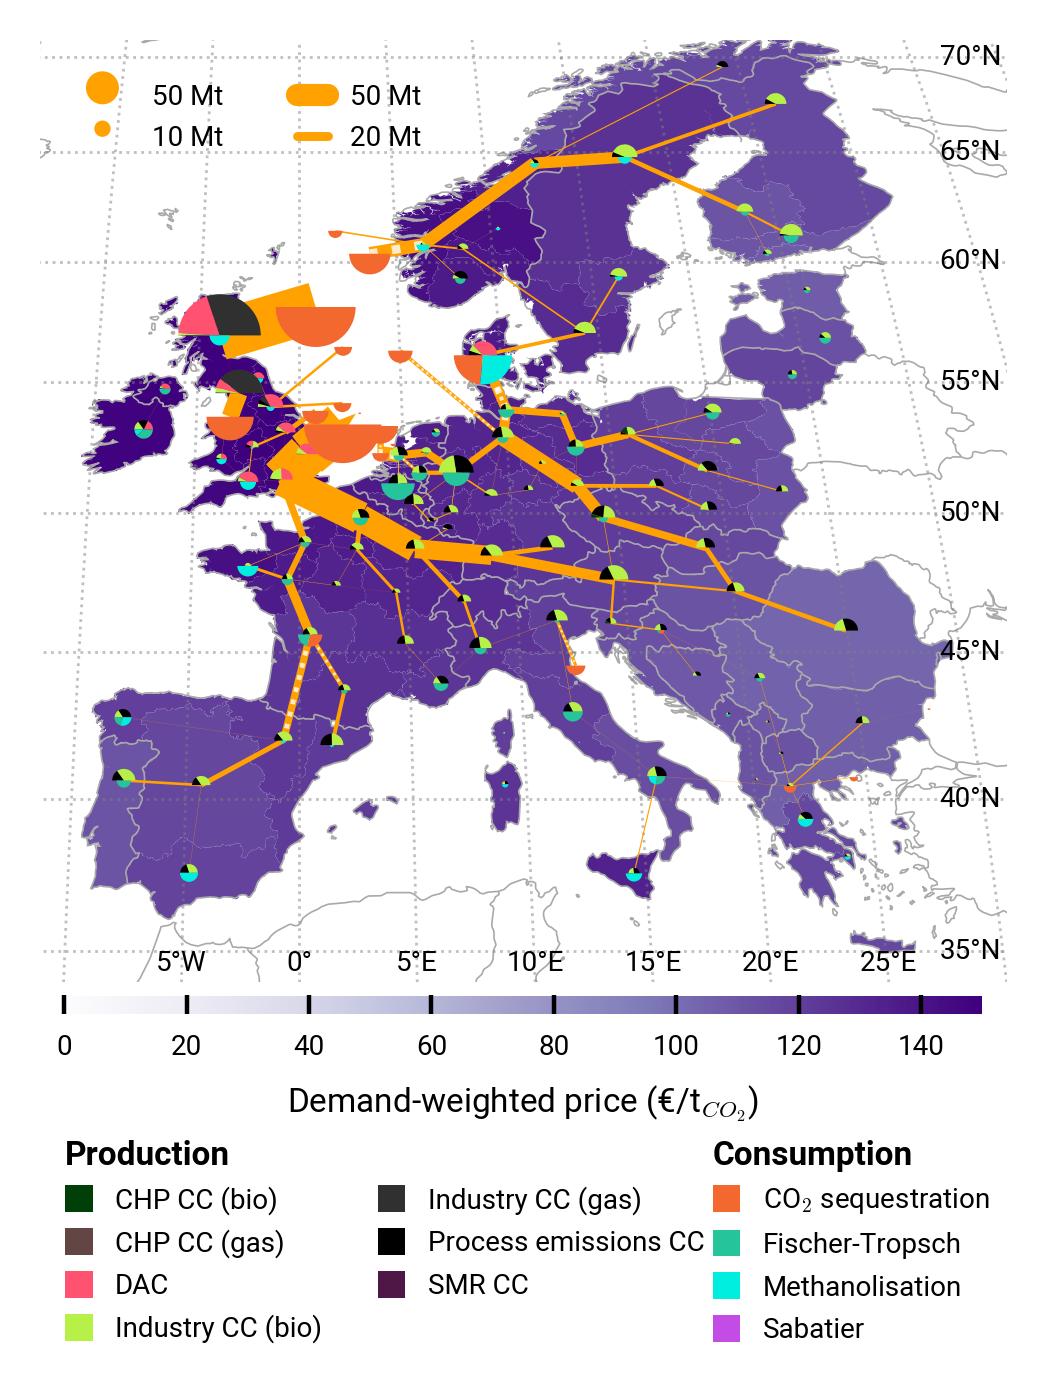 70°N
50 Mt 50 Mt
10 Mt 20 Mt
65°N
60°N
55°N
50°N
45°N
40°N
35°N
5°W 0° 5°E 10°E 15°E 20°E 25°E
0 20 40 60 80 100 120 140
Demand-weighted price (€/t_{CO_2})
Production Consumption
CHP CC (bio) Industry CC (gas) CO₂ sequestration
CHP CC (gas) Process emissions CC Fischer-Tropsch
DAC SMR CC Methanolisation
Industry CC (bio) Sabatier